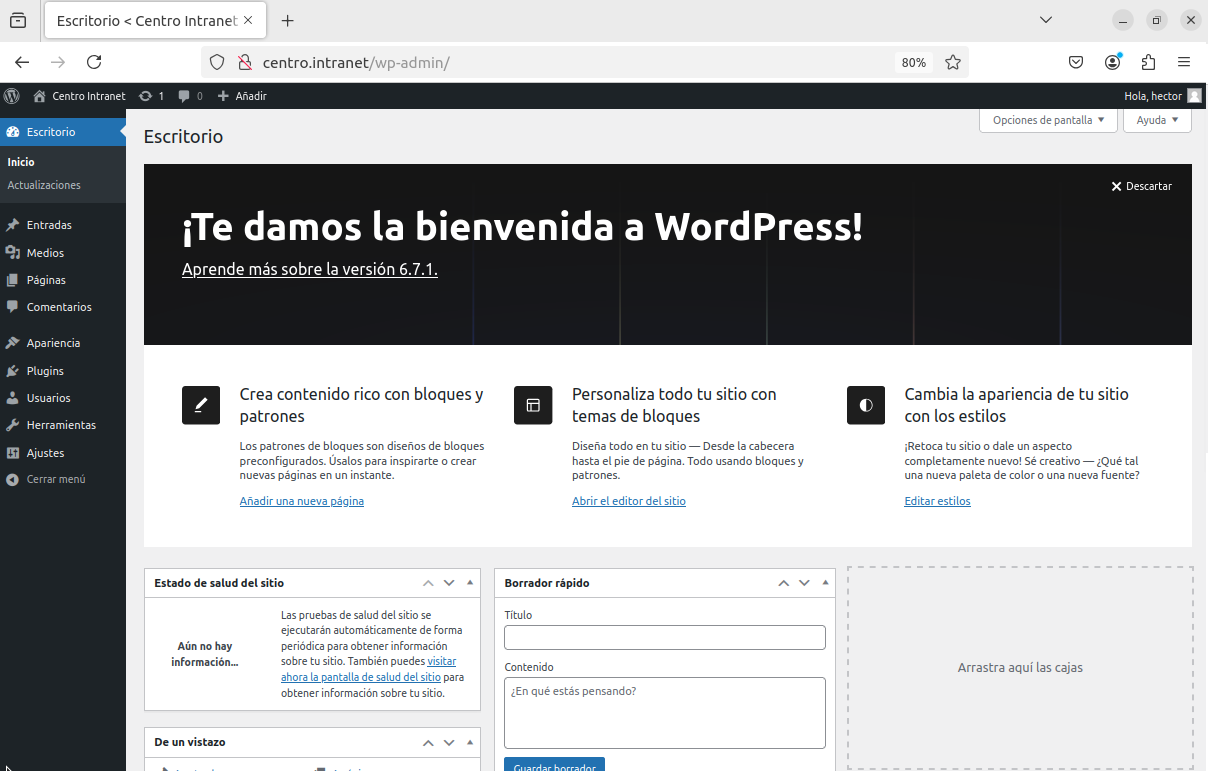 Escritorio < Centro Intranet
centro.intranet/wp-admin/
80%
Centro Intranet
1
0
Añadir
Hola, hector
Escritorio
Inicio
Actualizaciones
Entradas
Medios
Páginas
Comentarios
Apariencia
Plugins
Usuarios
Herramientas
Ajustes
Cerrar menú
Opciones de pantalla
Ayuda
Escritorio
Descartar
¡Te damos la bienvenida a WordPress!
Aprende más sobre la versión 6.7.1.
Crea contenido rico con bloques y
patrones
Los patrones de bloques son diseños de bloques
preconfigurados. Úsalos para inspirarte o crear
nuevas páginas en un instante.
Añadir una nueva página
Personaliza todo tu sitio con
temas de bloques
Diseña todo en tu sitio — Desde la cabecera
hasta el pie de página. Todo usando bloques y
patrones.
Abrir el editor del sitio
Cambia la apariencia de tu sitio
con los estilos
¡Retoca tu sitio o dale un aspecto
completamente nuevo! Sé creativo — ¿Qué tal
una nueva paleta de color o una nueva fuente?
Editar estilos
Estado de salud del sitio
Aún no hay
información...
Las pruebas de salud del sitio se
ejecutarán automáticamente de forma
periódica para obtener información
sobre tu sitio. También puedes visitar
ahora la pantalla de salud del sitio para
obtener información sobre tu sitio.
De un vistazo
Borrador rápido
Título
Contenido
¿En qué estás pensando?
Guardar borrador
Arrastra aquí las cajas